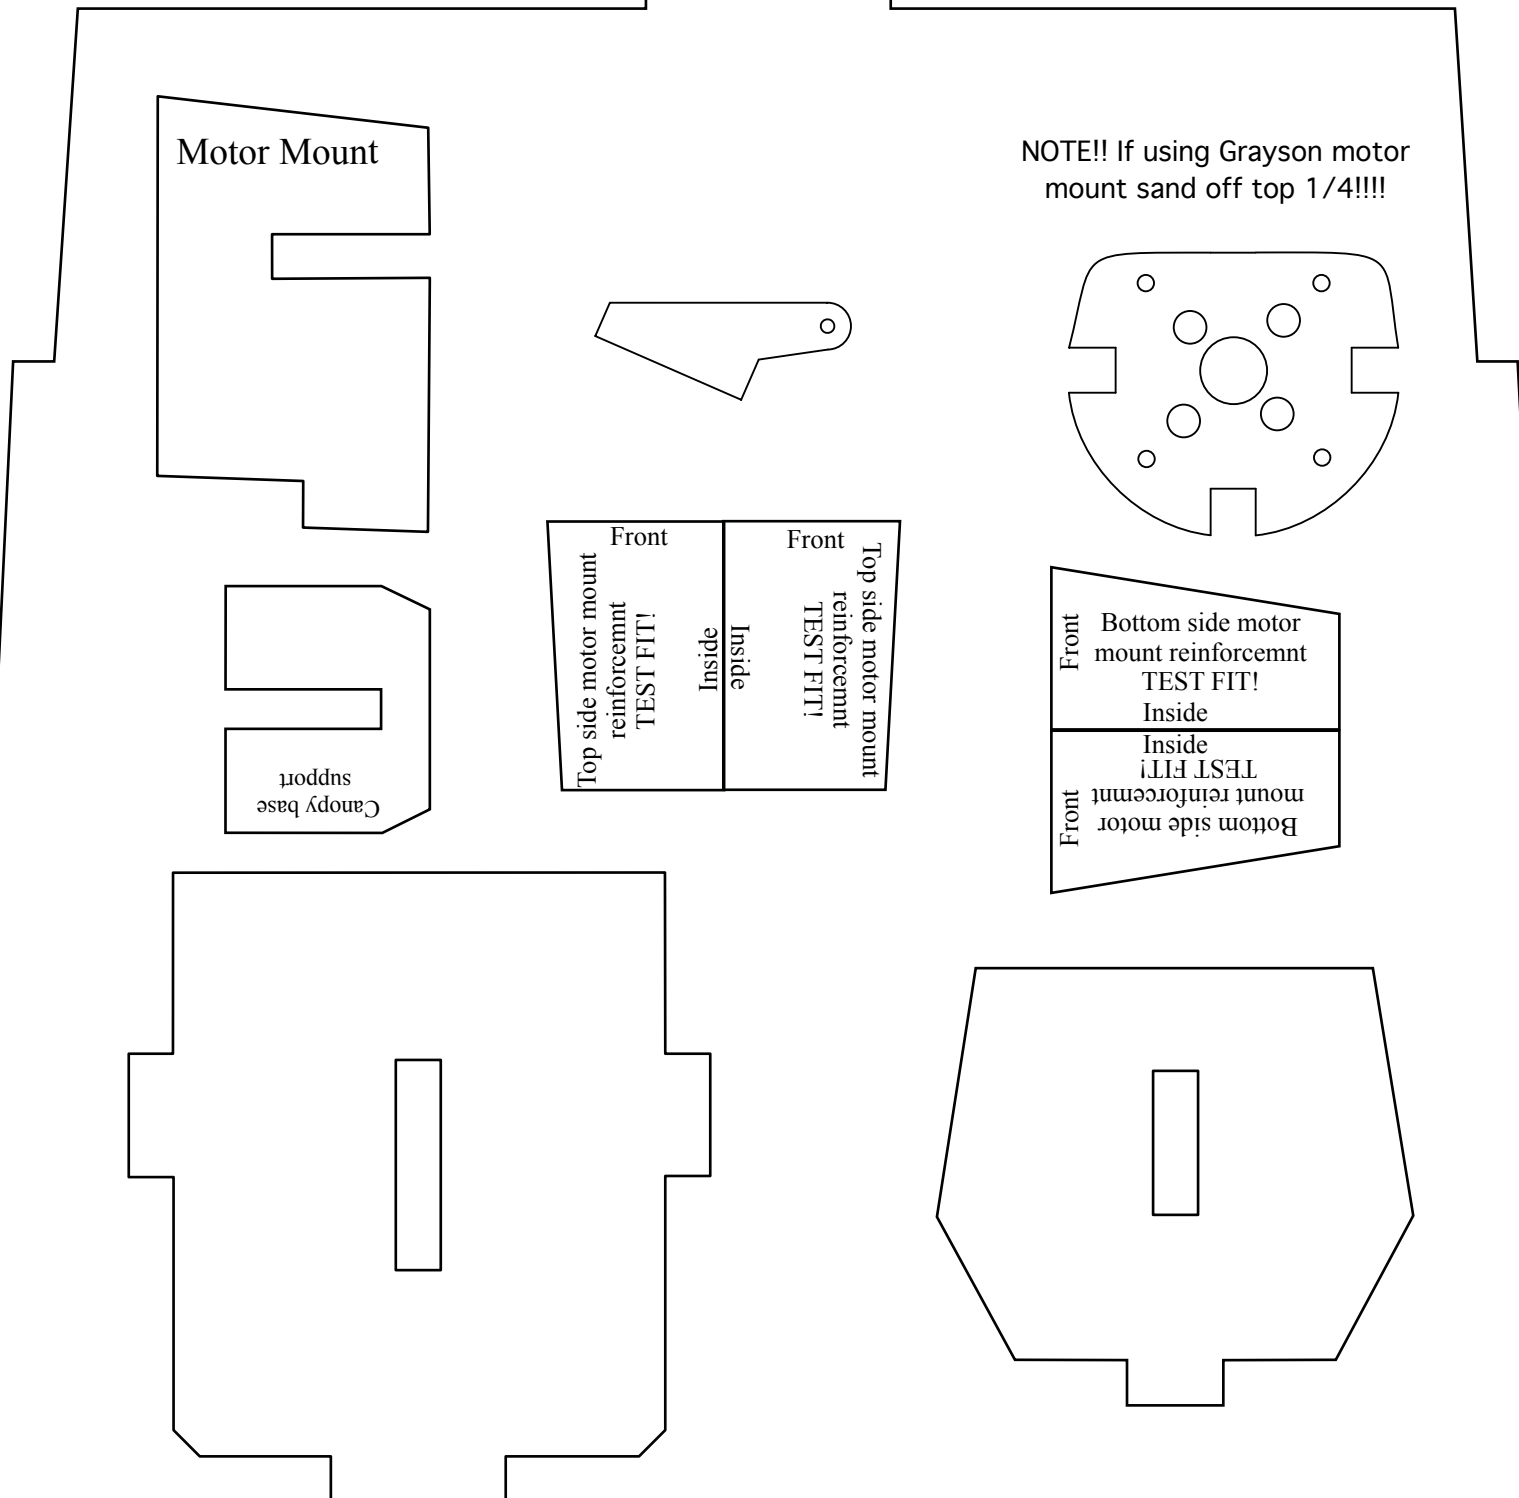 Motor Mount
NOTE!! If using Grayson motor
mount sand off top 1/4!!!!
Front
Top side motor mount
reinforcemnt
TEST FIT!
Inside
Front
Top side motor mount
reinforcemnt
TEST FIT!
Inside
Front
Bottom side motor
mount reinforcemnt
TEST FIT!
Inside
Inside
Front
Bottom side motor
mount reinforcemnt
TEST FIT!
Canopy base
support